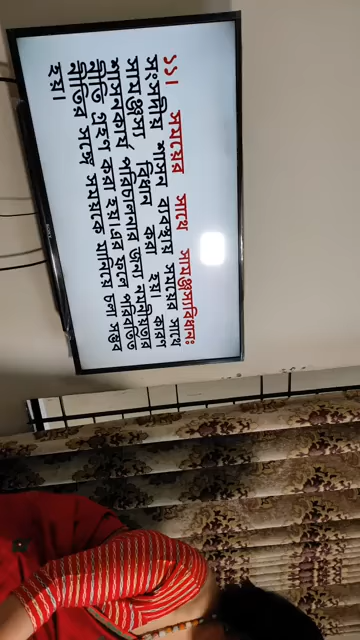 ১১। সময়ের সাথে সামঞ্জস্যবিধানঃ
সংসদীয় শাসন ব্যবস্থায় সময়ের সাথে
সামঞ্জস্য বিধান করা হয়। কারণ
শাসনকার্য পরিচালনার জন্য নমনিয়তার
নীতি গ্রহণ করা হয়।এর ফলে পরিবর্তিত
নীতির সঙ্গে সময়কে মানিয়ে চলা সম্ভব
হয়।
SONY